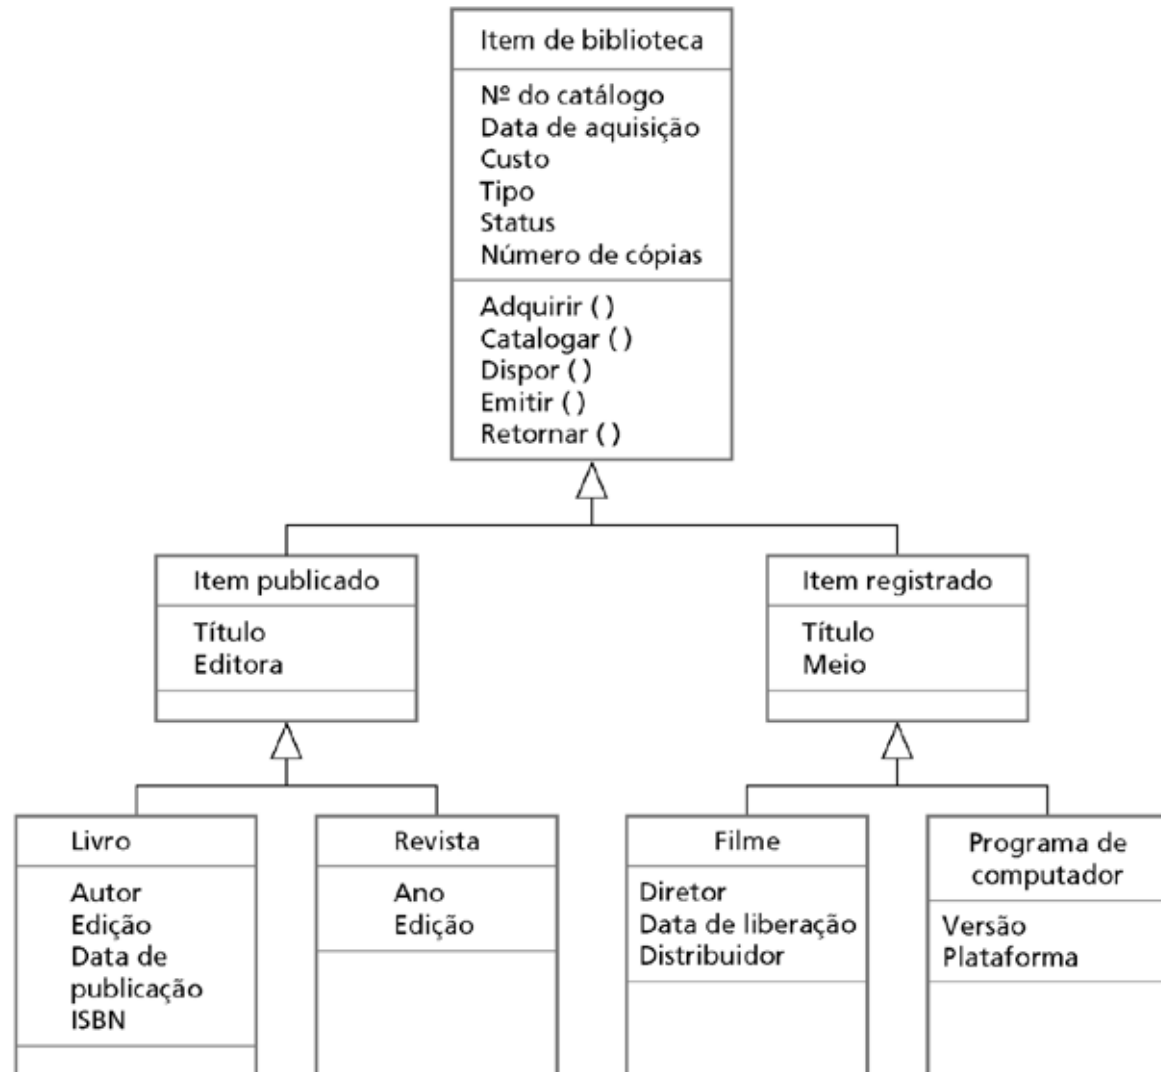 Item de biblioteca
Nº do catálogo
Data de aquisição
Custo
Tipo
Status
Número de cópias
Adquirir ( )
Catalogar ( )
Dispor ( )
Emitir ( )
Retornar ( )
Item publicado
Título
Editora
Item registrado
Título
Meio
Livro
Autor
Edição
Data de
publicação
ISBN
Revista
Ano
Edição
Filme
Diretor
Data de liberação
Distribuidor
Programa de
computador
Versão
Plataforma